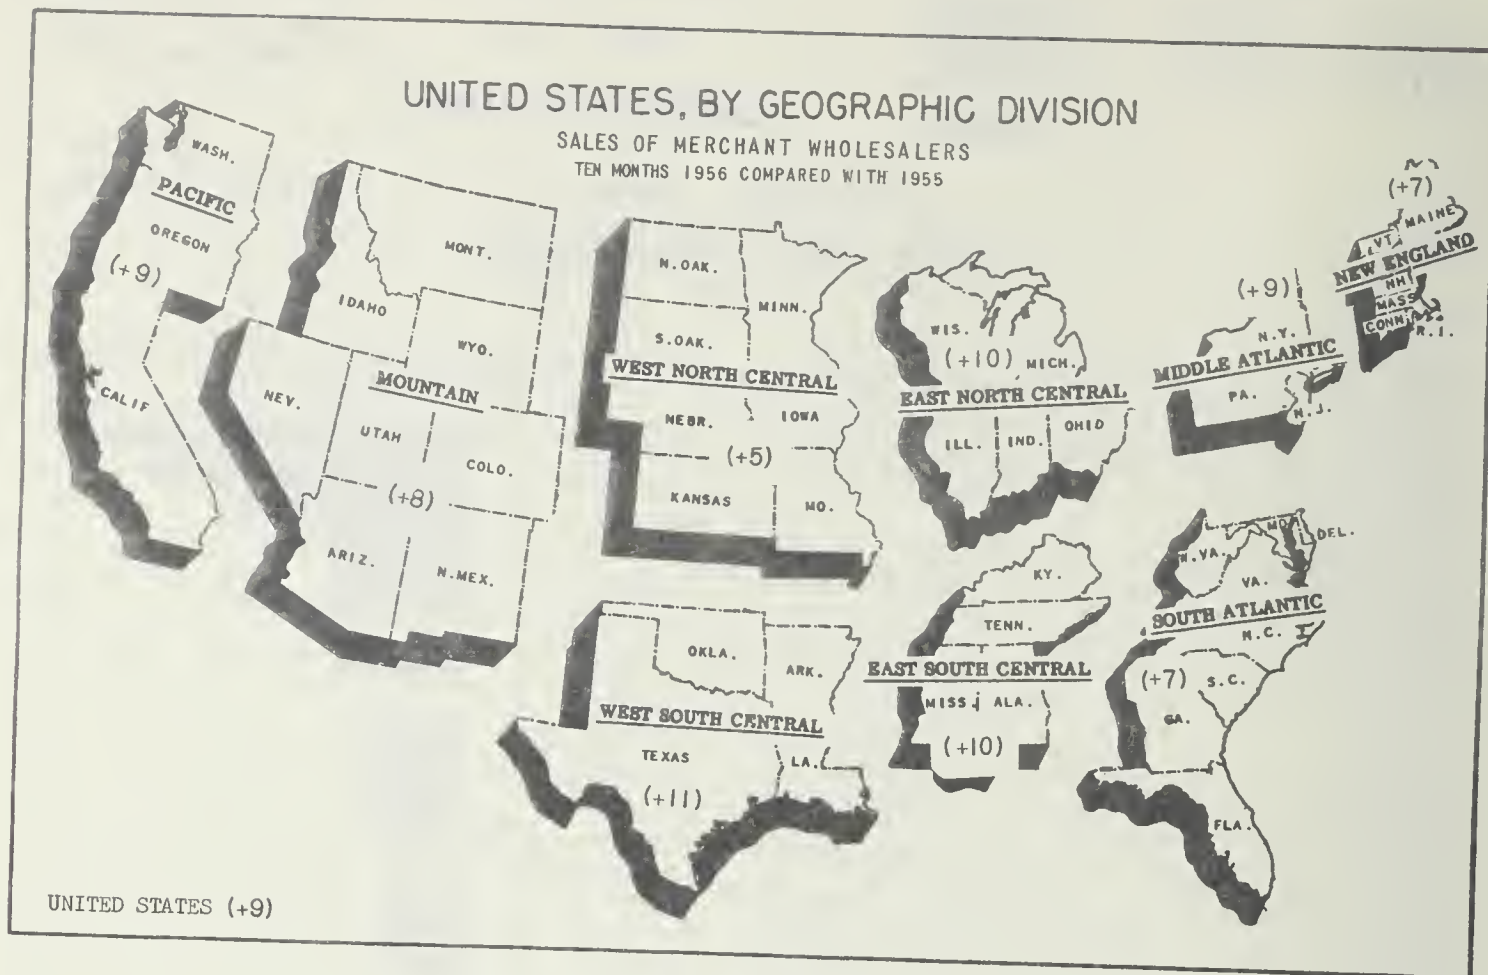 UNITED STATES, BY GEOGRAPHIC DIVISION
SALES OF MERCHANT WHOLESALERS
TEN MONTHS 1956 COMPARED WITH 1955
WASH.
PACIFIC
OREGON
(+9)
CALIF
MONT.
IDAHO
WYO.
MOUNTAIN
NEV.
UTAH
COLO.
(+8)
ARIZ.
N.MEX.
N.OAK.
MINN.
S.OAK.
WEST NORTH CENTRAL
NEBR.
IOWA
(+5)
KANSAS
MO.
WIS.
(+10)
MICH.
EAST NORTH CENTRAL
ILL.
IND.
OHIO
(+9)
N.Y.
MIDDLE ATLANTIC
PA.
N.J.
(+7)
MAINE
VT.
NEW ENGLAND
NH
MASS
CONN
R.I.
OKLA.
ARK.
WEST SOUTH CENTRAL
TEXAS
LA.
(+11)
KY.
TENN.
EAST SOUTH CENTRAL
MISS.
ALA.
(+10)
MD.
DEL.
W.VA.
VA.
SOUTH ATLANTIC
N.C.
(+7)
S.C.
GA.
FLA.
UNITED STATES (+9)